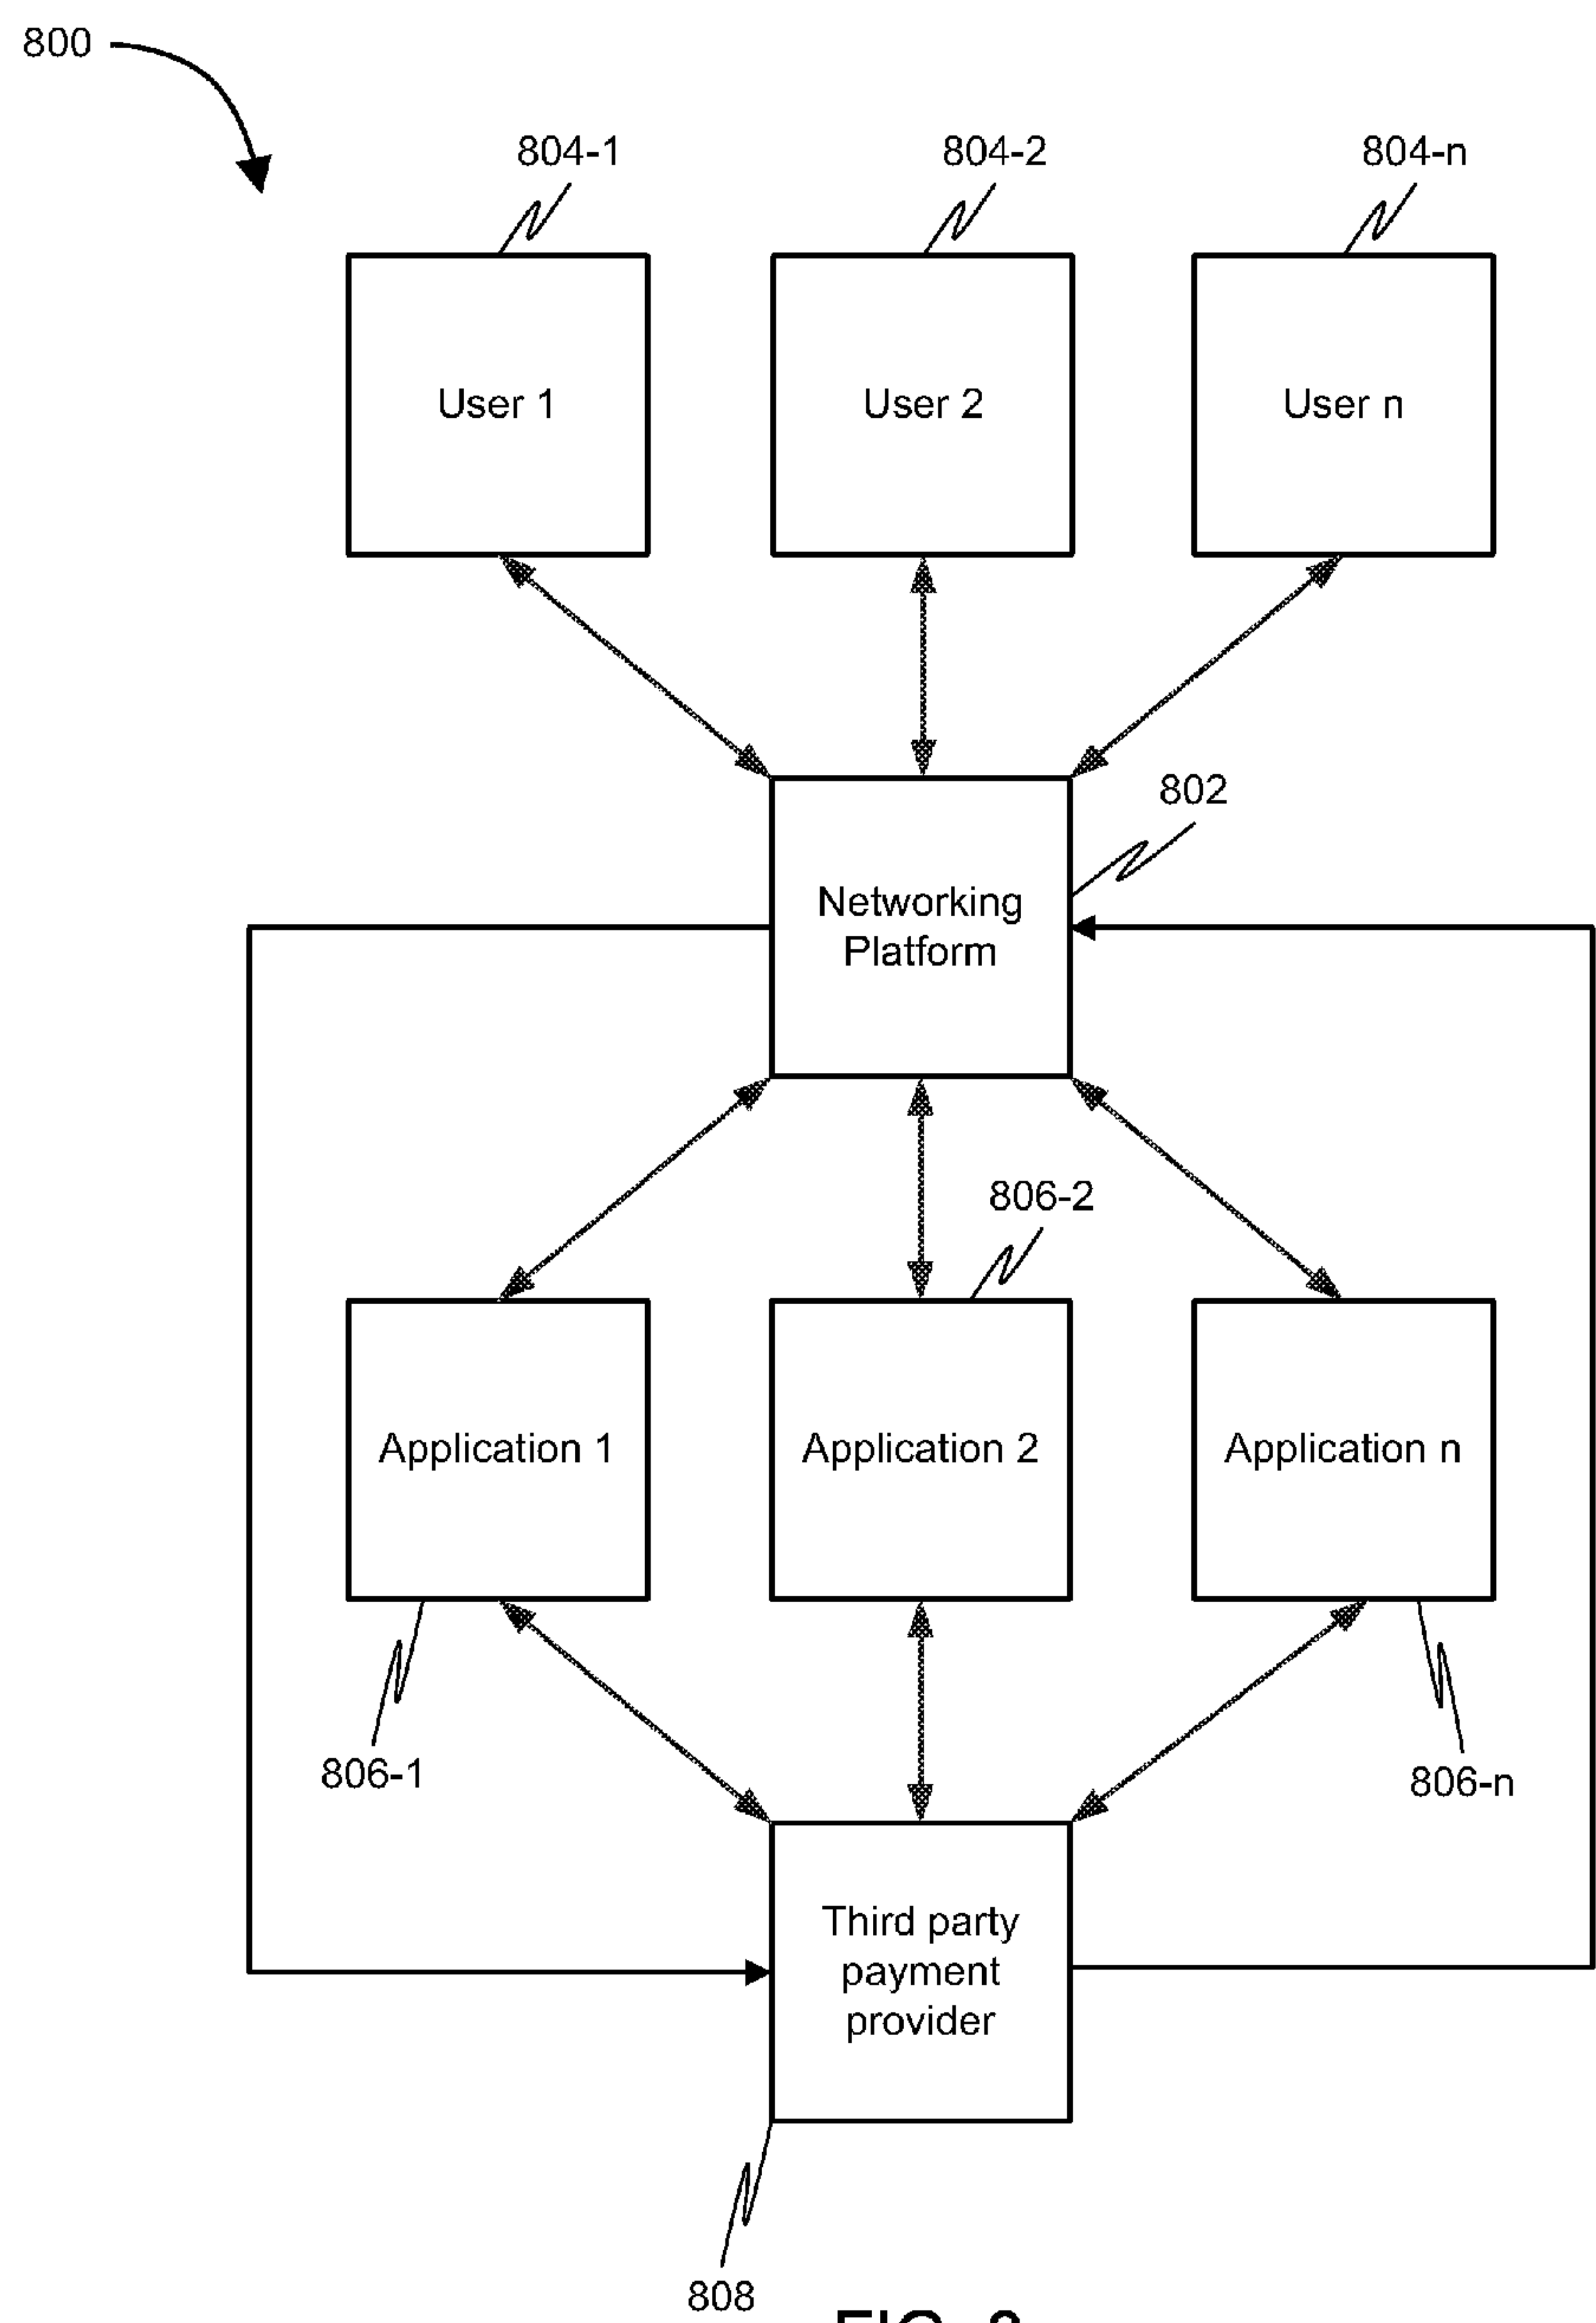 800
804-1
804-2
804-n
User 1
User 2
User n
802
Networking
Platform
806-2
Application 1
Application 2
Application n
806-1
806-n
Third party
payment
provider
808
FIG.